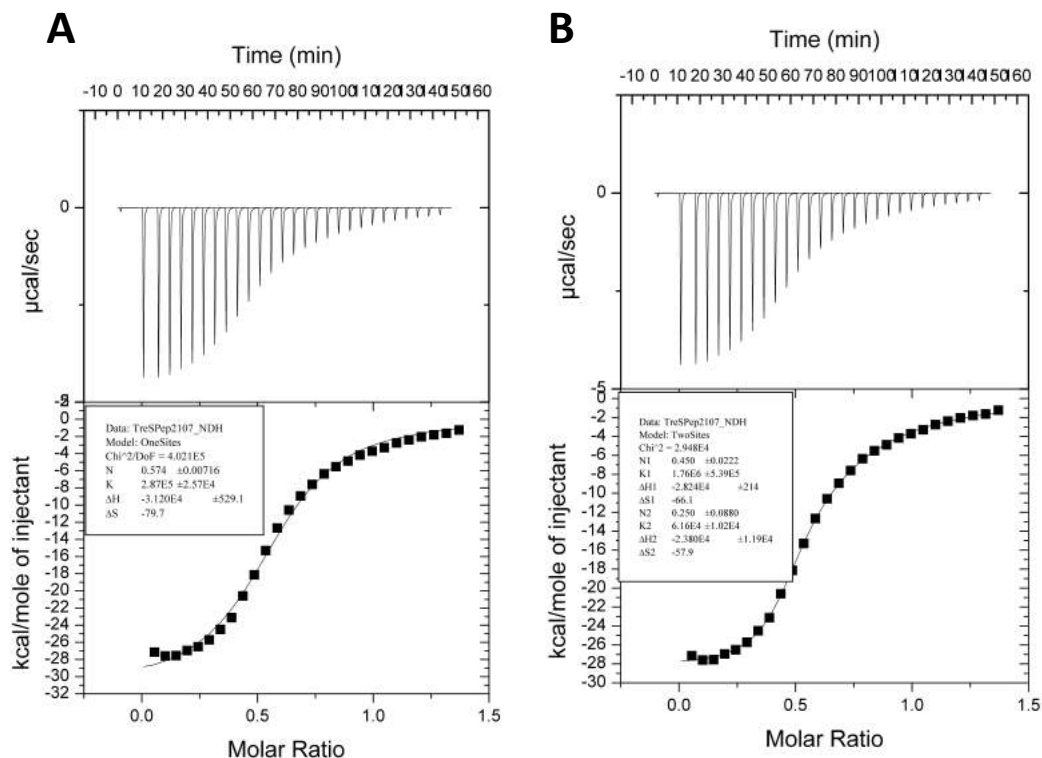 A
Time (min)
-10 0 10 20 30 40 50 60 70 80 90 100 110 120 130 140 150 160
0
µcal/sec
-5
2
0
-2
-4
-6
-8
-10
-12
-14
-16
-18
-20
-22
-24
-26
-28
-30
-32
kcal/mole of injectant
Data: TreSPep2107_NDH
Model: OneSites
Chi^2/DoF = 4.021E5
N 0.574 ±0.00716
K 2.87E5 ±2.57E4
ΔH -3.120E4 ±529.1
ΔS -79.7
0.0 0.5 1.0 1.5
Molar Ratio
B
Time (min)
-10 0 10 20 30 40 50 60 70 80 90 100 110 120 130 140 150 160
0
µcal/sec
-5
0
-2
-4
-6
-8
-10
-12
-14
-16
-18
-20
-22
-24
-26
-28
-30
kcal/mole of injectant
Data: TreSPep2107_NDH
Model: TwoSites
Chi^2 = 2.948E4
N1 0.450 ±0.0222
K1 1.76E6 ±5.39E5
ΔH1 -2.824E4 ±214
ΔS1 -66.1
N2 0.250 ±0.0880
K2 6.16E4 ±1.02E4
ΔH2 -2.380E4 ±1.19E4
ΔS2 -57.9
0.0 0.5 1.0 1.5
Molar Ratio